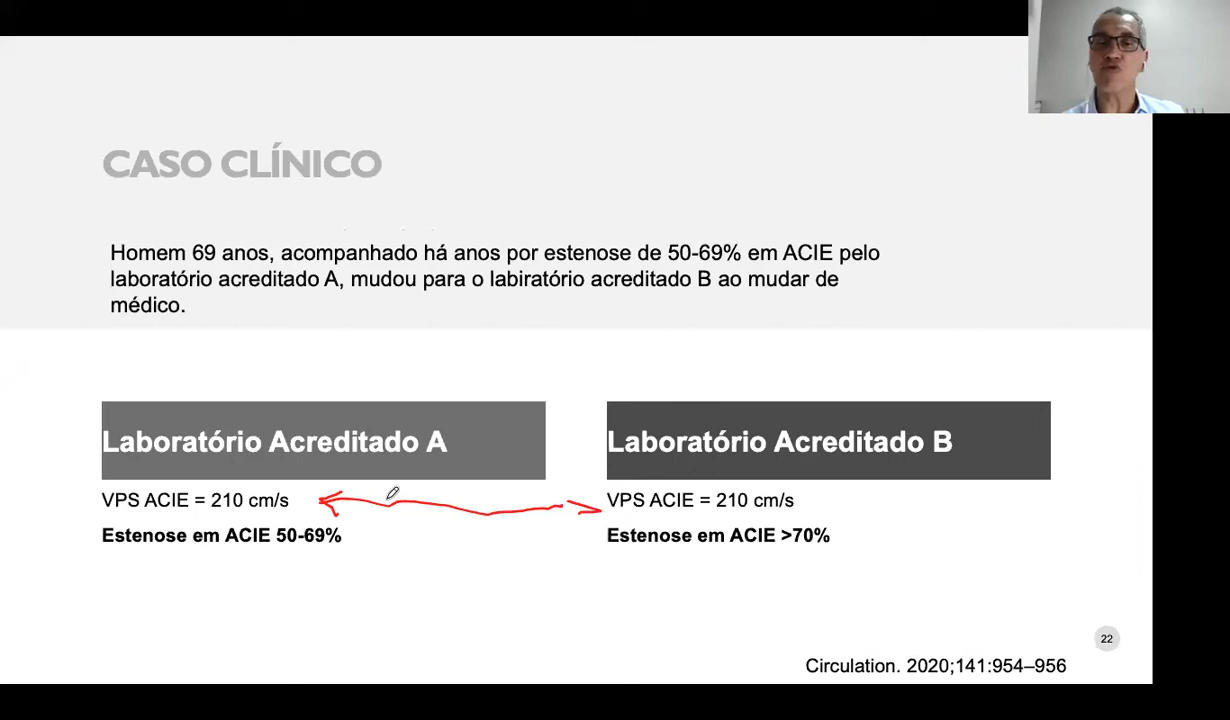 CASO CLÍNICO
Homem 69 anos, acompanhado há anos por estenose de 50-69% em ACIE pelo
laboratório acreditado A, mudou para o labiratório acreditado B ao mudar de
médico.
Laboratório Acreditado A
VPS ACIE = 210 cm/s
Estenose em ACIE 50-69%
Laboratório Acreditado B
VPS ACIE = 210 cm/s
Estenose em ACIE >70%
22
Circulation. 2020;141:954–956